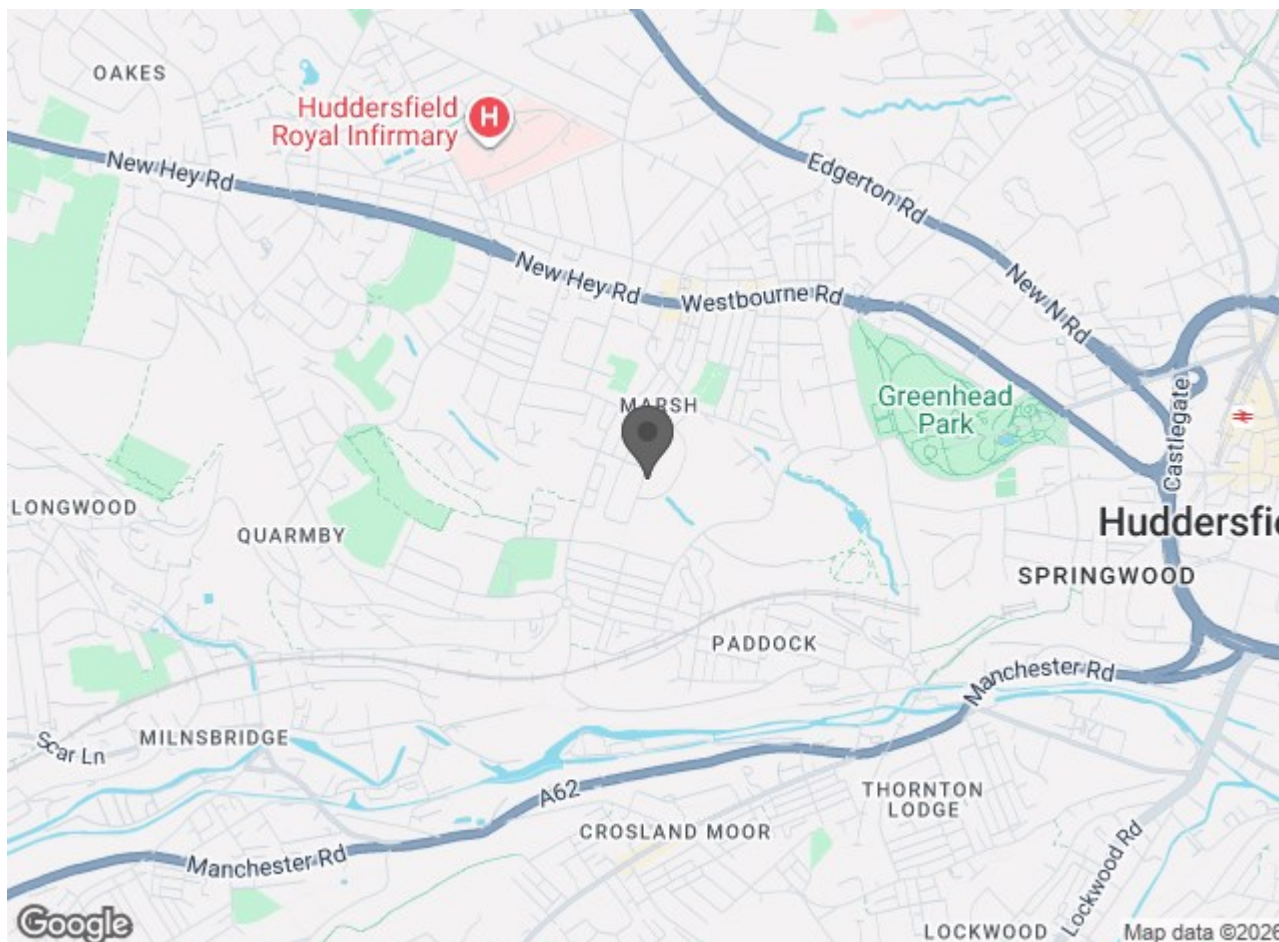 OAKES
Huddersfield
Royal Infirmary
H
New Hey Rd
Edgerton Rd
New Hey Rd
Westbourne Rd
New N Rd
Greenhead
Park
Castlegate
MARSH
LONGWOOD
QUARMBY
Huddersfie
SPRINGWOOD
PADDOCK
Manchester Rd
Scar Ln
MILNSBRIDGE
A62
THORNTON
LODGE
CROSLAND MOOR
Manchester Rd
Lockwood Rd
LOCKWOOD
Google
Map data ©2026